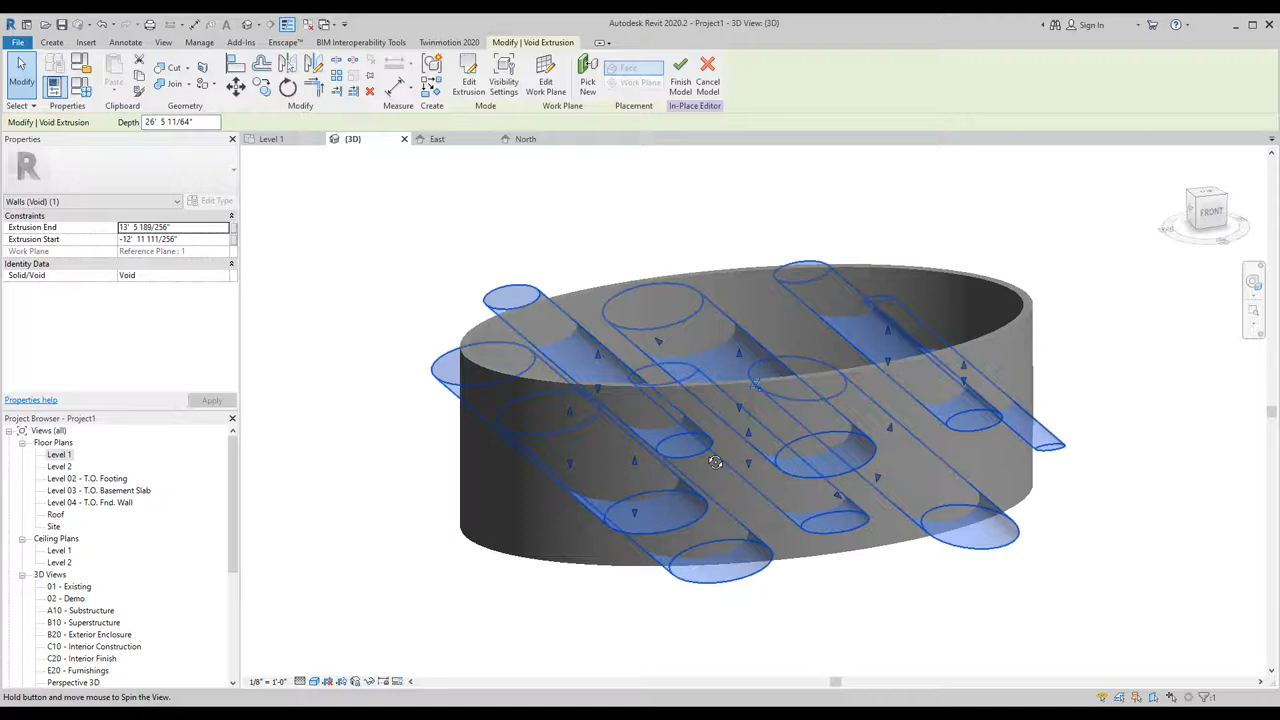 Autodesk Revit 2020.2 - Project1 - 3D View: {3D}
Sign In
File Create Insert Annotate View Manage Add-Ins Enscape™ BIM Interoperability Tools Twinmotion 2020 Modify | Void Extrusion
Modify
Paste
Cut
Join
Edit Extrusion
Visibility Settings
Edit Work Plane
Pick New
Face
Work Plane
Finish Model
Cancel Model
Select Properties Clipboard Geometry Modify Measure Create Mode Work Plane Placement In-Place Editor
Modify | Void Extrusion Depth 26' 5 11/64"
Properties
Level 1
{3D}
East
North
Walls (Void) (1)
Edit Type
Constraints
Extrusion End 13' 5 189/256"
Extrusion Start -12' 11 111/256"
Work Plane Reference Plane : 1
Identity Data
Solid/Void Void
Properties help
Apply
Project Browser - Project1
Views (all)
Floor Plans
Level 1
Level 2
Level 02 - T.O. Footing
Level 03 - T.O. Basement Slab
Level 04 - T.O. Fnd. Wall
Roof
Site
Ceiling Plans
Level 1
Level 2
3D Views
01 - Existing
02 - Demo
A10 - Substructure
B10 - Superstructure
B20 - Exterior Enclosure
C10 - Interior Construction
C20 - Interior Finish
E20 - Furnishings
Perspective 3D
FRONT
1/8" = 1'-0"
Hold button and move mouse to Spin the View.
:1